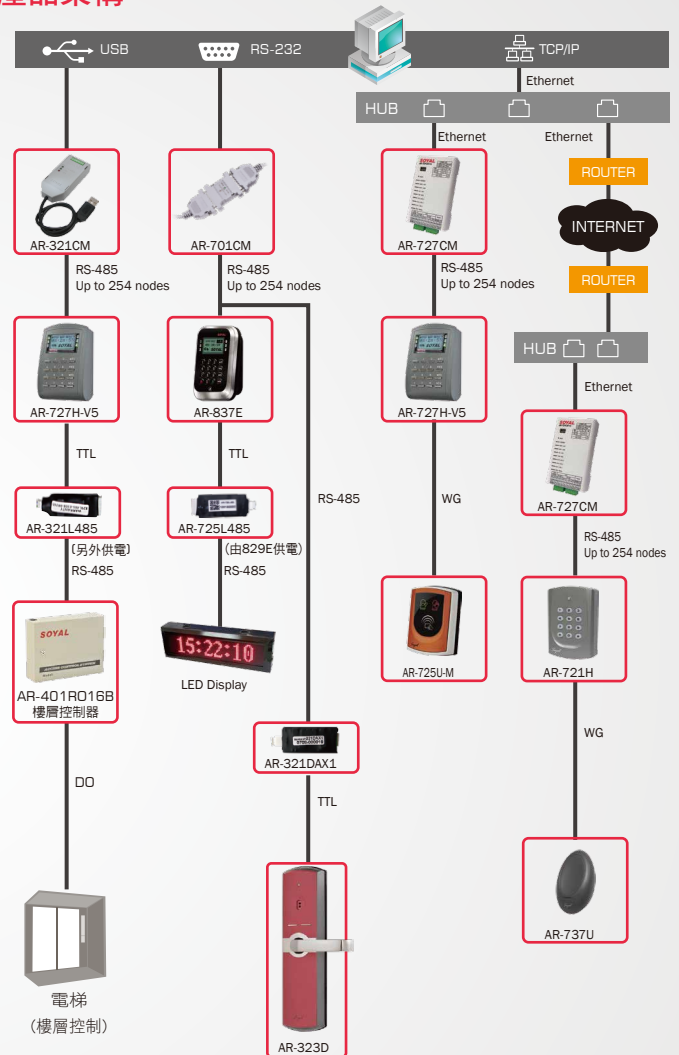 產品架構
USB
RS-232
TCP/IP
Ethernet
HUB
Ethernet
Ethernet
ROUTER
INTERNET
ROUTER
HUB
Ethernet
AR-321CM
RS-485
Up to 254 nodes
AR-727H-V5
TTL
AR-321L485
(另外供電)
RS-485
SOYAL
AR-401RO16B
樓層控制器
DO
電梯
(樓層控制)
AR-701CM
RS-485
Up to 254 nodes
AR-837E
TTL
AR-725L485
(由829E供電)
RS-485
15:22:10
LED Display
RS-485
AR-321DAX1
TTL
AR-323D
AR-727CM
RS-485
Up to 254 nodes
AR-727H-V5
WG
AR-725U-M
SOYAL
AR-727CM
RS-485
Up to 254 nodes
AR-721H
WG
AR-737U